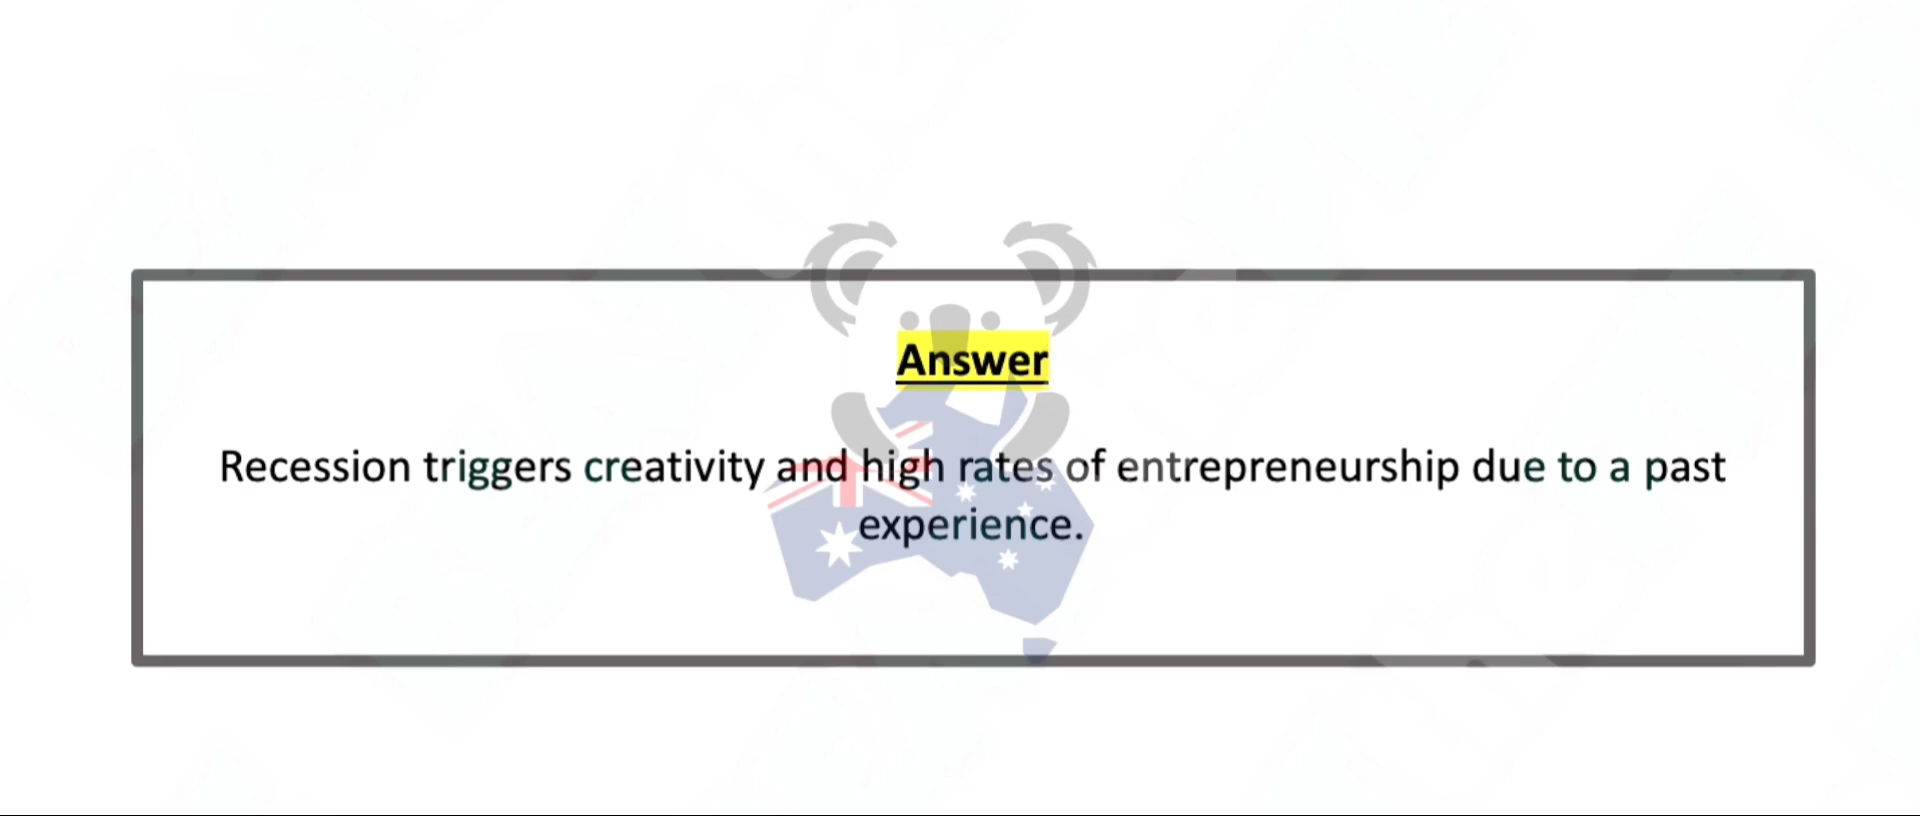 Answer
Recession triggers creativity and high rates of entrepreneurship due to a past
experience.